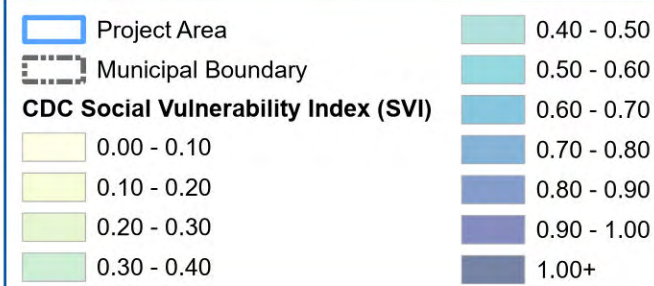 Project Area
Municipal Boundary
CDC Social Vulnerability Index (SVI)
0.00 - 0.10
0.10 - 0.20
0.20 - 0.30
0.30 - 0.40
0.40 - 0.50
0.50 - 0.60
0.60 - 0.70
0.70 - 0.80
0.80 - 0.90
0.90 - 1.00
1.00+